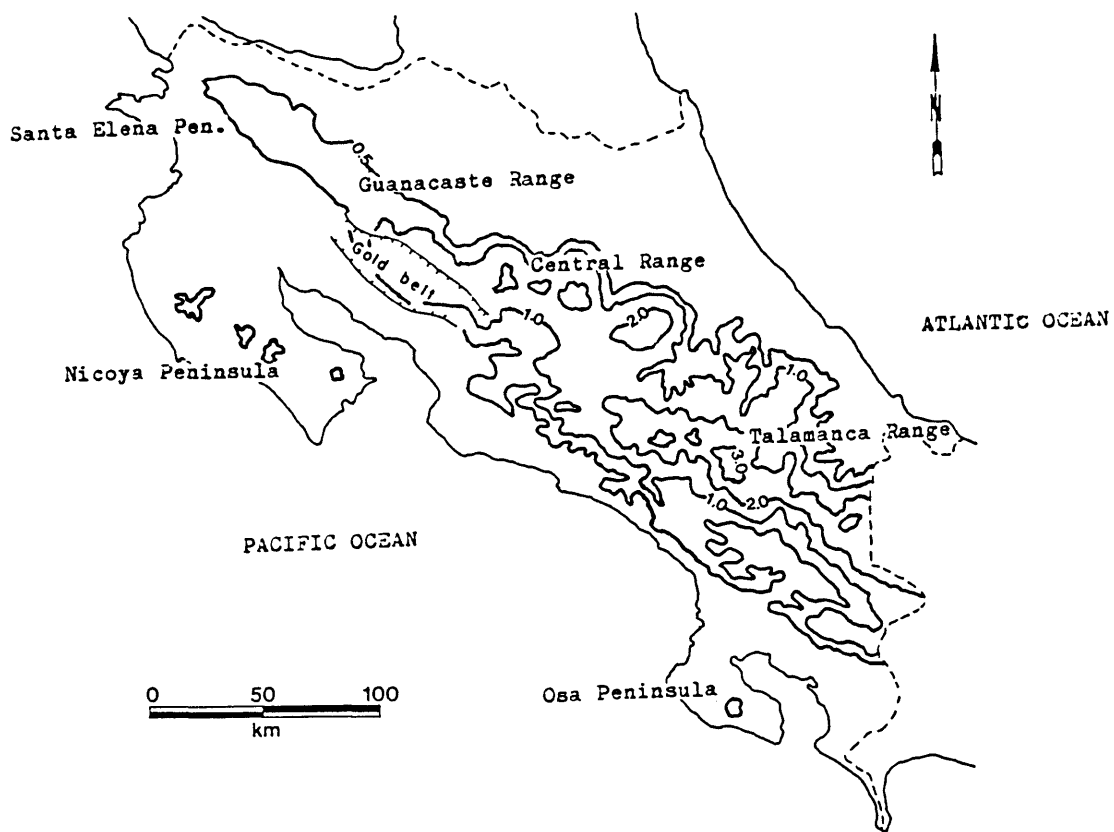 N
Santa Elena Pen.
0.5
Guanacaste Range
Gold belt
Central Range
1.0
2.0
ATLANTIC OCEAN
1.0
Nicoya Peninsula
Talamanca Range
3.0
1.0
2.0
PACIFIC OCEAN
Osa Peninsula
0 50 100
km